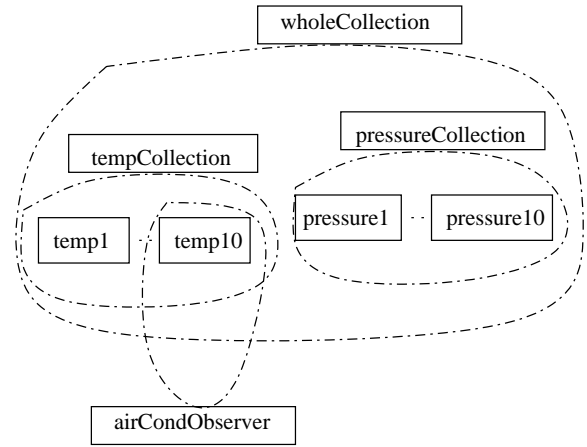 wholeCollection
pressureCollection
tempCollection
temp1 .. temp10
pressure1 .. pressure10
airCondObserver